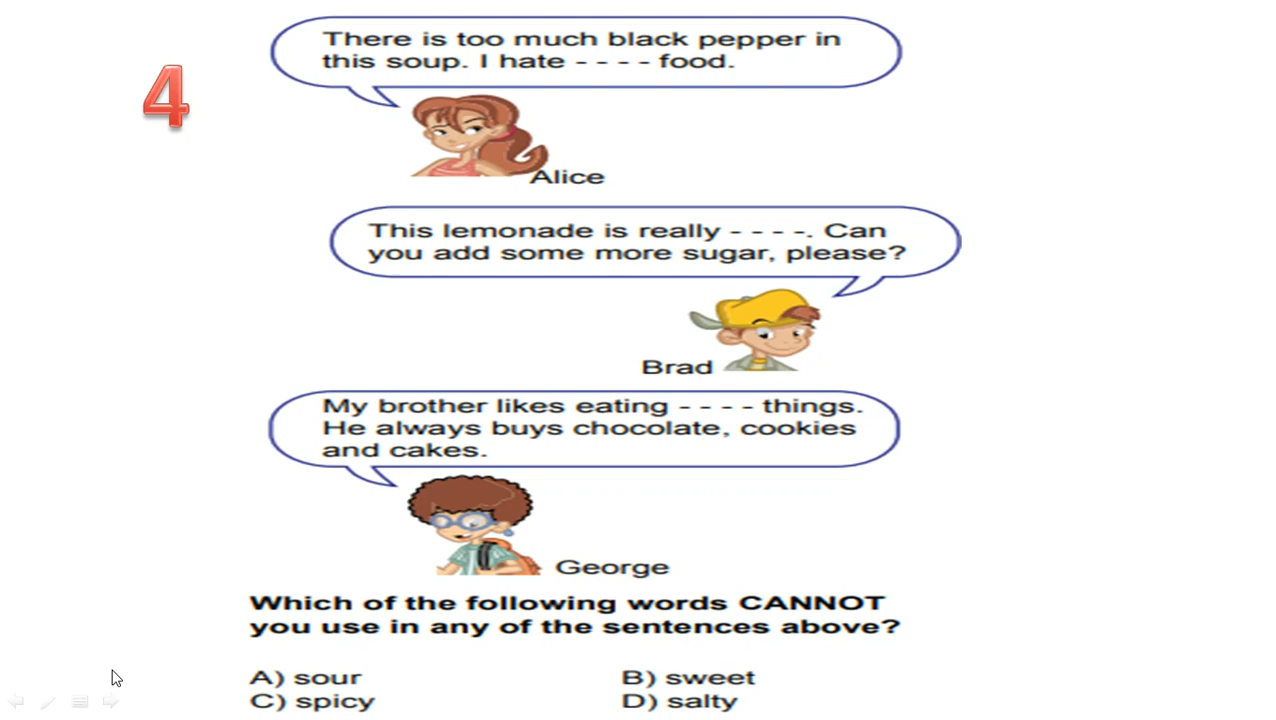 4
There is too much black pepper in
this soup. I hate - - - - food.
Alice
This lemonade is really - - - -. Can
you add some more sugar, please?
Brad
My brother likes eating - - - - things.
He always buys chocolate, cookies
and cakes.
George
Which of the following words CANNOT
you use in any of the sentences above?
A) sour B) sweet
C) spicy D) salty